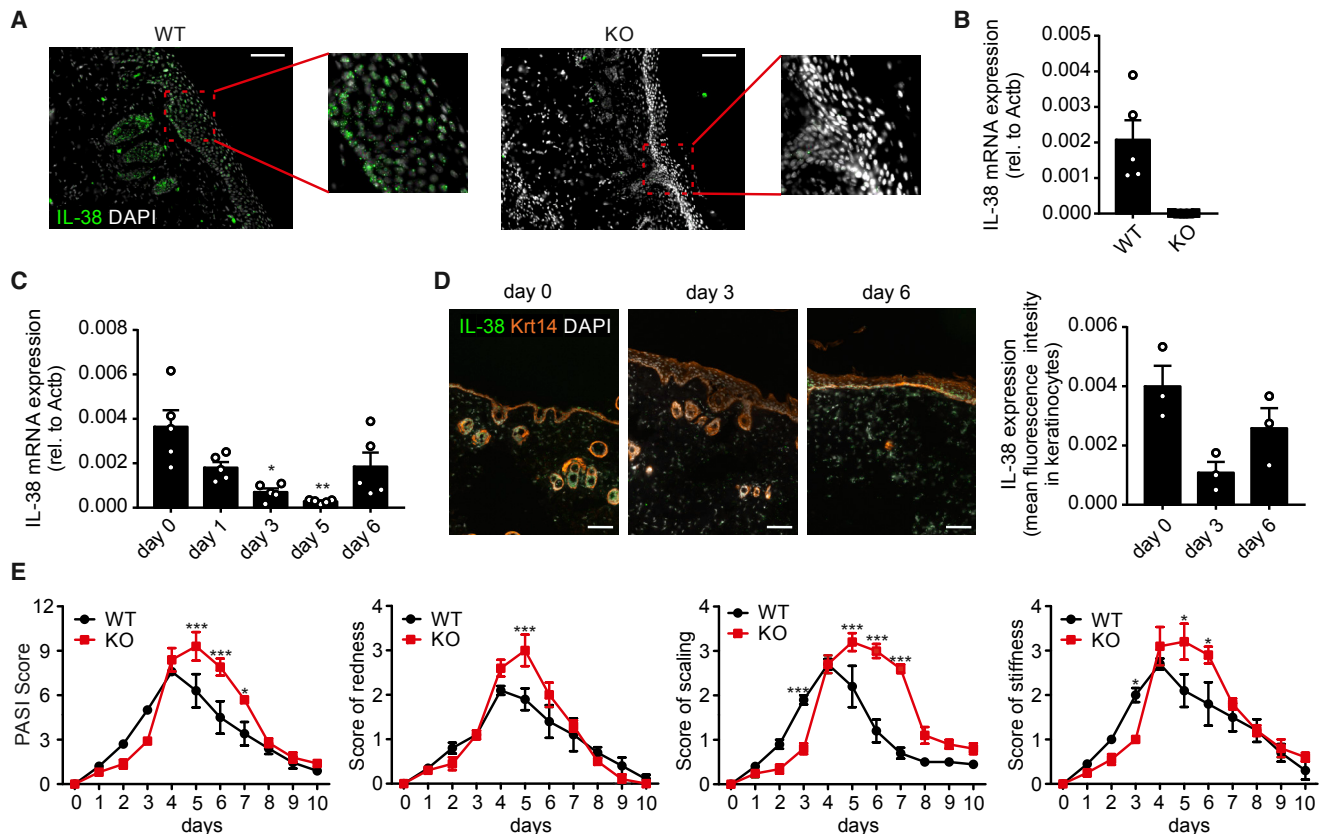 A
WT
KO
IL-38 DAPI
B
IL-38 mRNA expression
(rel. to Actb)
0.005
0.004
0.003
0.002
0.001
0.000
WT
KO
C
IL-38 mRNA expression
(rel. to Actb)
0.008
0.006
0.004
0.002
0.000
*
**
day 0
day 1
day 3
day 5
day 6
D
day 0
day 3
day 6
IL-38 Krt14 DAPI
IL-38 expression
(mean fluorescence intesity
in keratinocytes)
0.006
0.004
0.002
0.000
day 0
day 3
day 6
E
PASI Score
12
9
6
3
0
WT
KO
***
***
*
0 1 2 3 4 5 6 7 8 9 10
days
Score of redness
4
3
2
1
0
WT
KO
***
0 1 2 3 4 5 6 7 8 9 10
days
Score of scaling
4
3
2
1
0
WT
KO
***
***
***
***
0 1 2 3 4 5 6 7 8 9 10
days
Score of stiffness
4
3
2
1
0
WT
KO
*
*
*
0 1 2 3 4 5 6 7 8 9 10
days